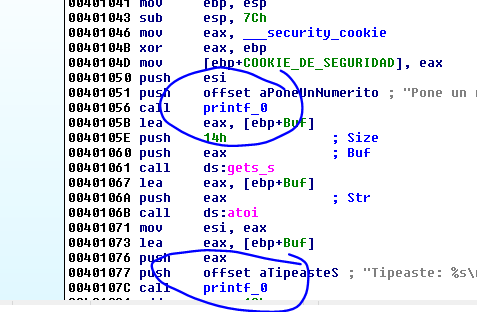 00401041 mov ebp, esp
00401043 sub esp, 7Ch
00401046 mov eax, ___security_cookie
0040104B xor eax, ebp
0040104D mov [ebp+COOKIE_DE_SEGURIDAD], eax
00401050 push esi
00401051 push offset aPoneUnNumerito ; "Pone un
00401056 call printf_0
0040105B lea eax, [ebp+Buf]
0040105E push 14h ; Size
00401060 push eax ; Buf
00401061 call ds:gets_s
00401067 lea eax, [ebp+Buf]
0040106A push eax ; Str
0040106B call ds:atoi
00401071 mov esi, eax
00401073 lea eax, [ebp+Buf]
00401076 push eax
00401077 push offset aTipeasteS ; "Tipeaste: %s\
0040107C call printf_0